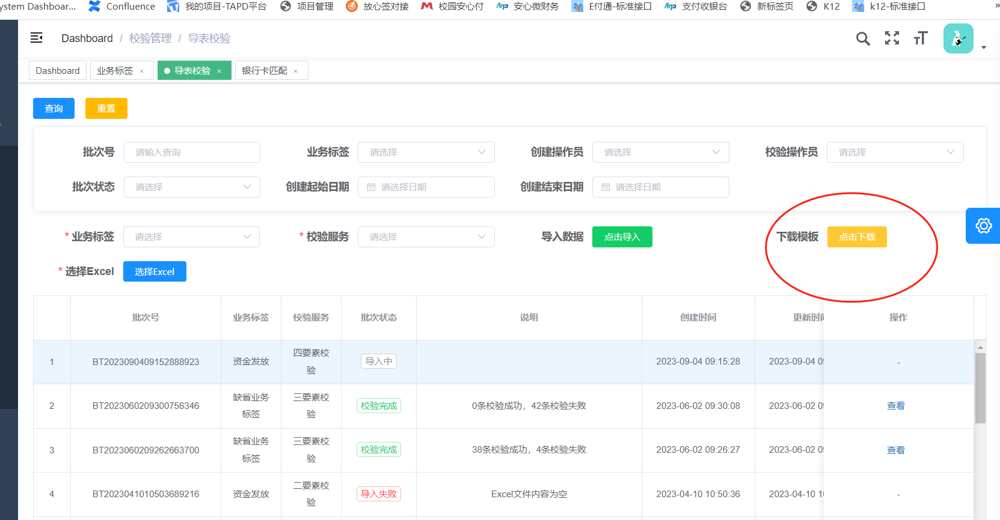 ystem Dashboar... Confluence 我的项目-TAPD平台 项目管理 放心签对接 校园安心付 安心微财务 E付通-标准接口 支付收银台 新标签页 K12 k12-标准接口 »
Dashboard / 校验管理 / 导表校验
Dashboard 业务标签 × 导表校验 × 银行卡匹配 ×
查询 重置
批次号 请输入查询 业务标签 请选择 创建操作员 请选择 校验操作员 请选择
批次状态 请选择 创建起始日期 请选择日期 创建结束日期 请选择日期
* 业务标签 请选择 * 校验服务 请选择 导入数据 点击导入 下载模板 点击下载
* 选择Excel 选择Excel
批次号 业务标签 校验服务 批次状态 说明 创建时间 更新时间 操作
1 BT2023090409152888923 资金发放 四要素校验 导入中 2023-09-04 09:15:28 2023-09-04 09 -
2 BT2023060209300756346 缺省业务标签 三要素校验 校验完成 0条校验成功，42条校验失败 2023-06-02 09:30:08 2023-06-02 09 查看
3 BT2023060209262663700 缺省业务标签 三要素校验 校验完成 38条校验成功，4条校验失败 2023-06-02 09:26:27 2023-06-02 09 查看
4 BT2023041010503689216 资金发放 二要素校验 导入失败 Excel文件内容为空 2023-04-10 10:50:36 2023-04-10 10 -